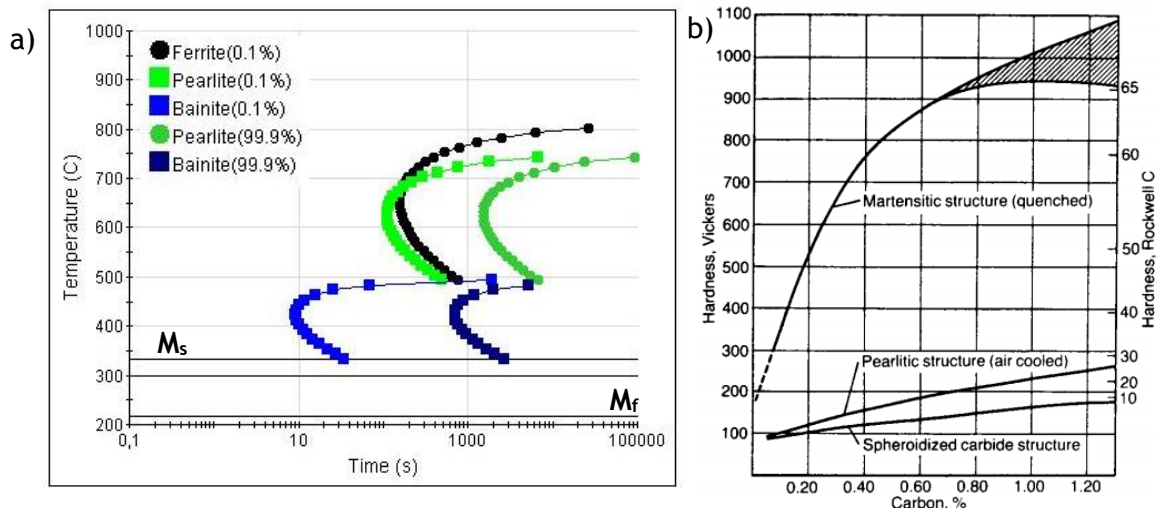 a)
1000
900
800
700
600
500
400
300
200
Temperature (C)
Ferrite(0.1%)
Pearlite(0.1%)
Bainite(0.1%)
Pearlite(99.9%)
Bainite(99.9%)
Ms
Mf
0,1
10
1000
100000
Time (s)
b)
1100
1000
900
800
700
600
500
400
300
200
100
Hardness, Vickers
Martensitic structure (quenched)
Pearlitic structure (air cooled)
Spheroidized carbide structure
65
60
50
40
30
20
10
Hardness, Rockwell C
0.20
0.40
0.60
0.80
1.00
1.20
Carbon, %